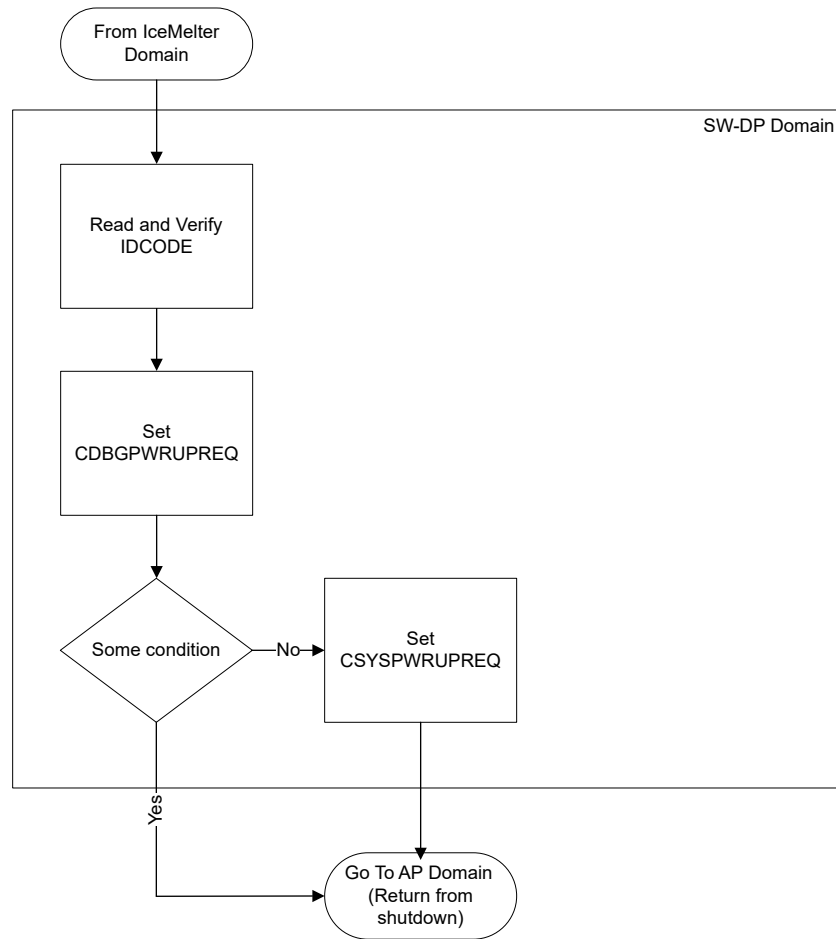 From IceMelter
Domain
SW-DP Domain
Read and Verify
IDCODE
Set
CDBGPWRUPREQ
Some condition
No
Set
CSYSPWRUPREQ
Yes
Go To AP Domain
(Return from
shutdown)